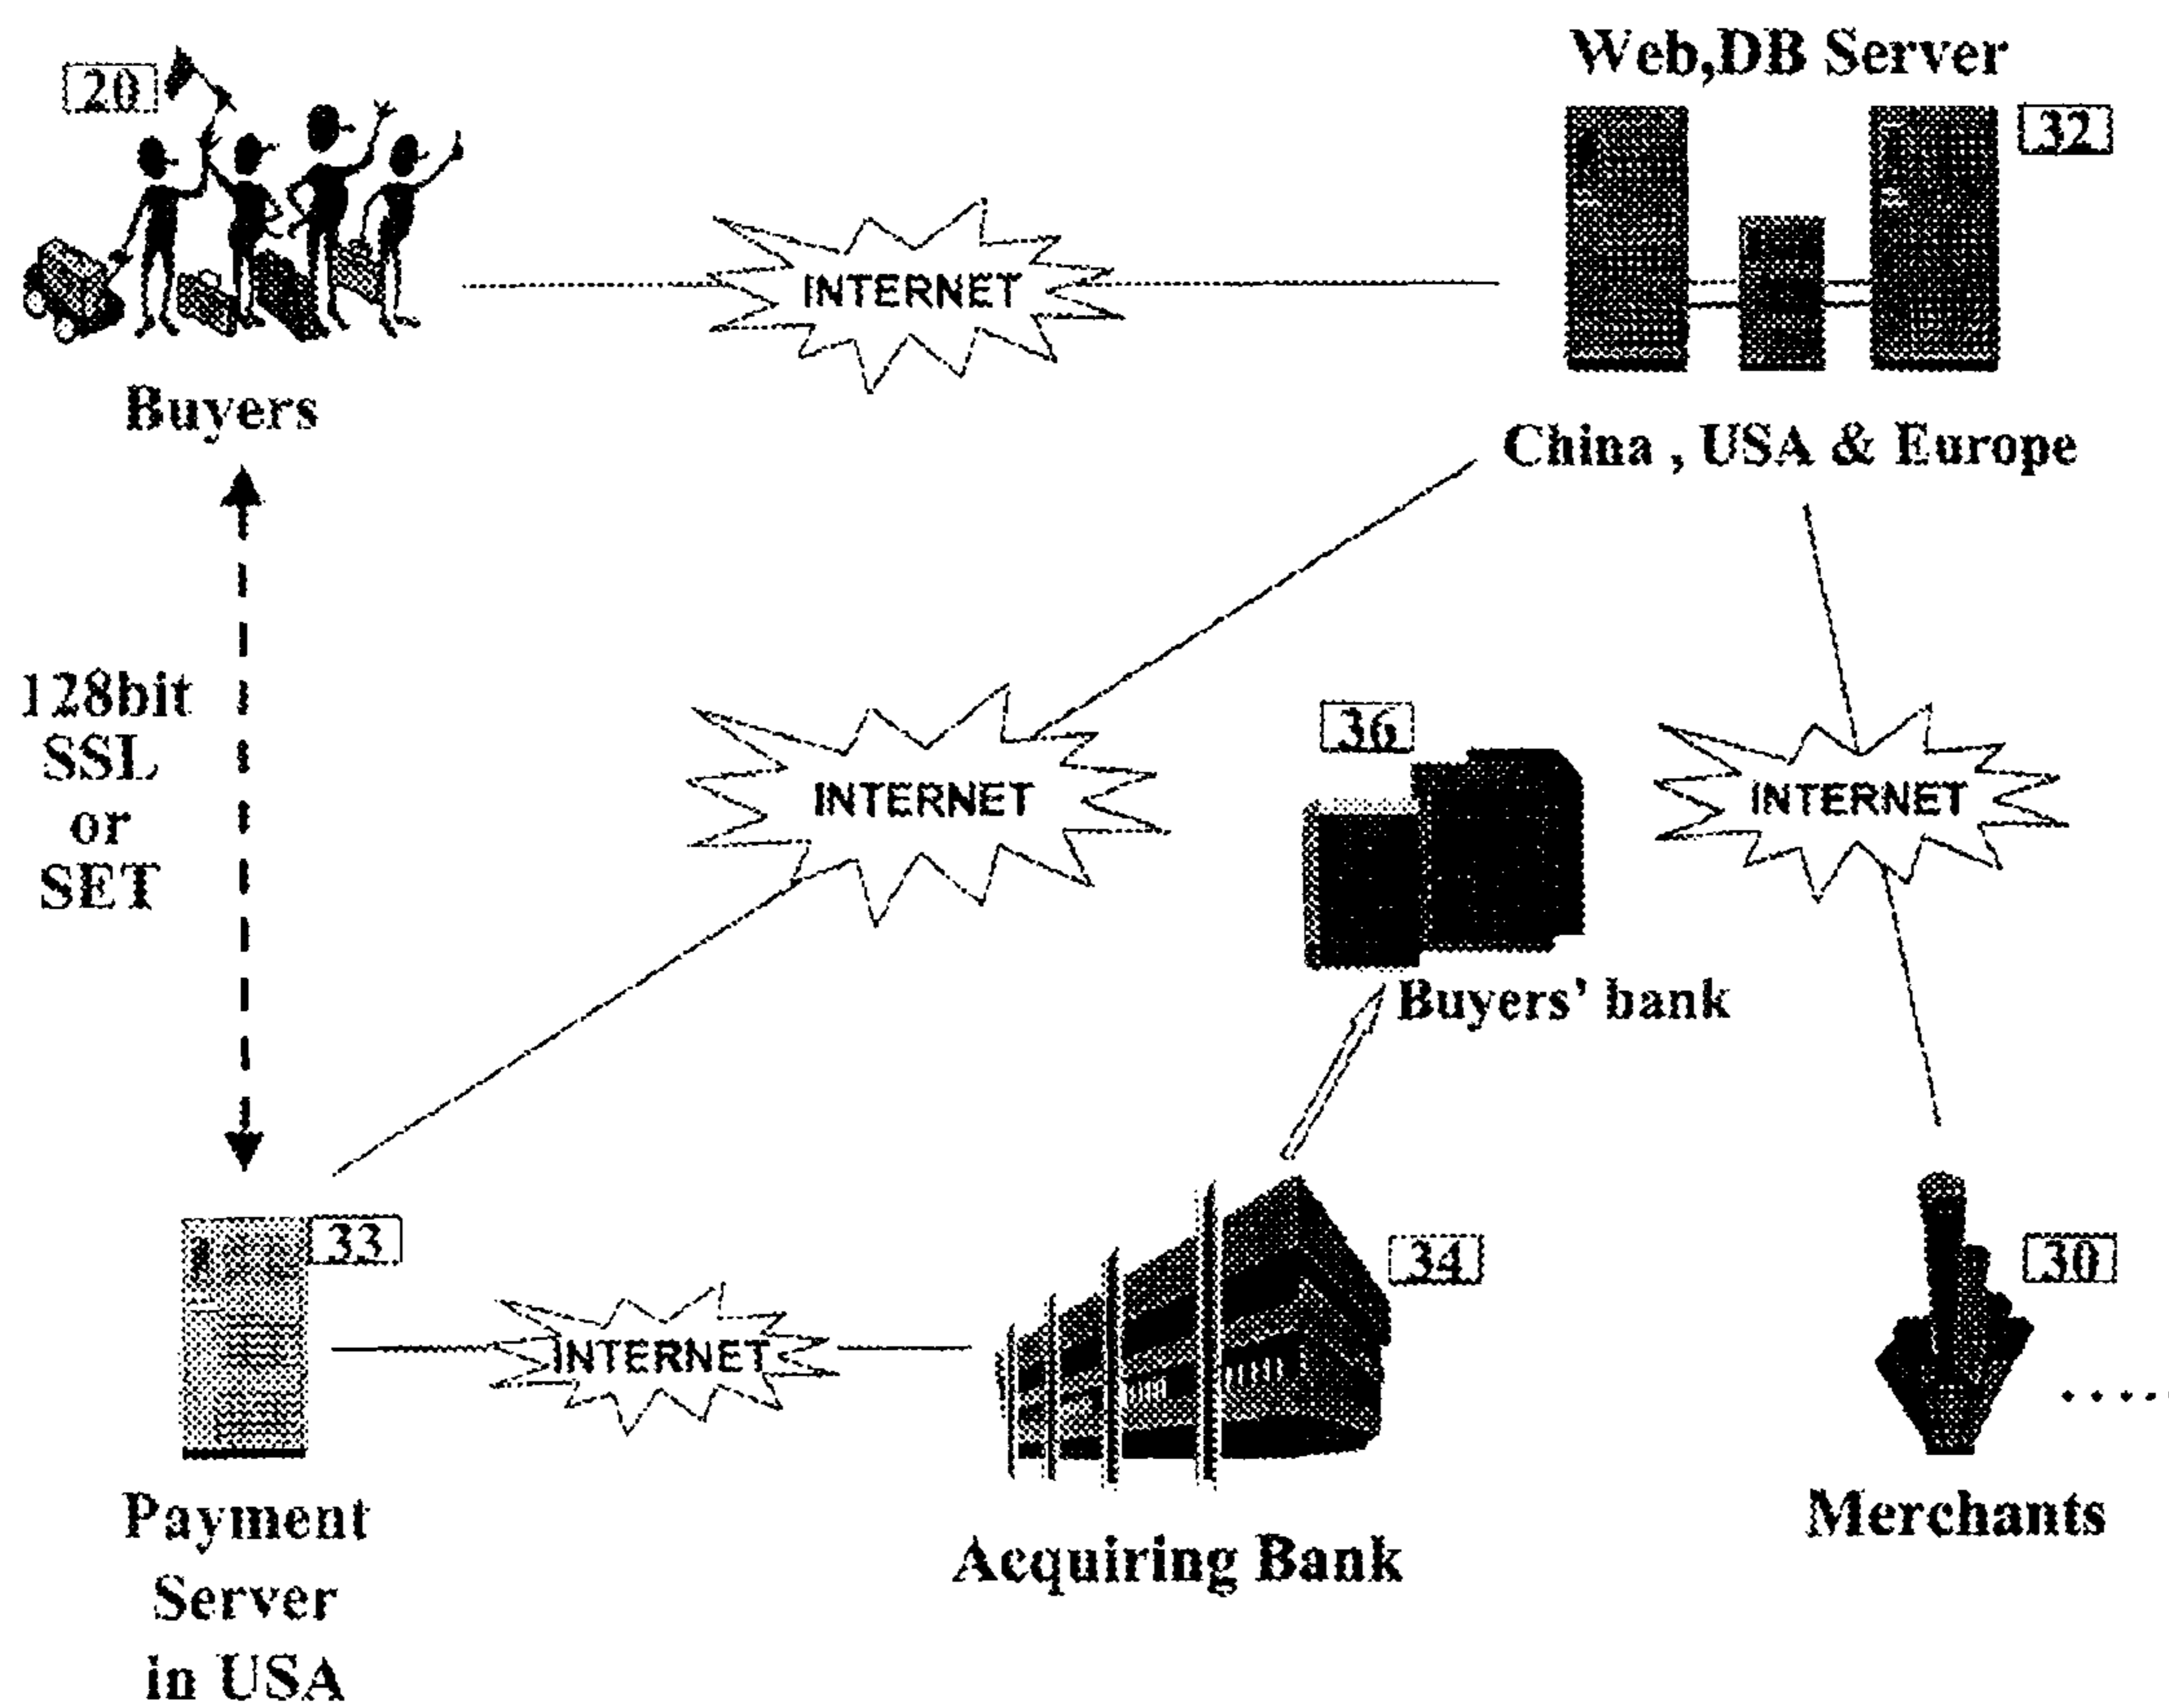 20
Web,DB Server
32
INTERNET
Buyers
China , USA & Europe
128bit
SSL
or
SET
INTERNET
36
INTERNET
Buyers' bank
33
34
30
INTERNET
Payment
Server
in USA
Acquiring Bank
Merchants